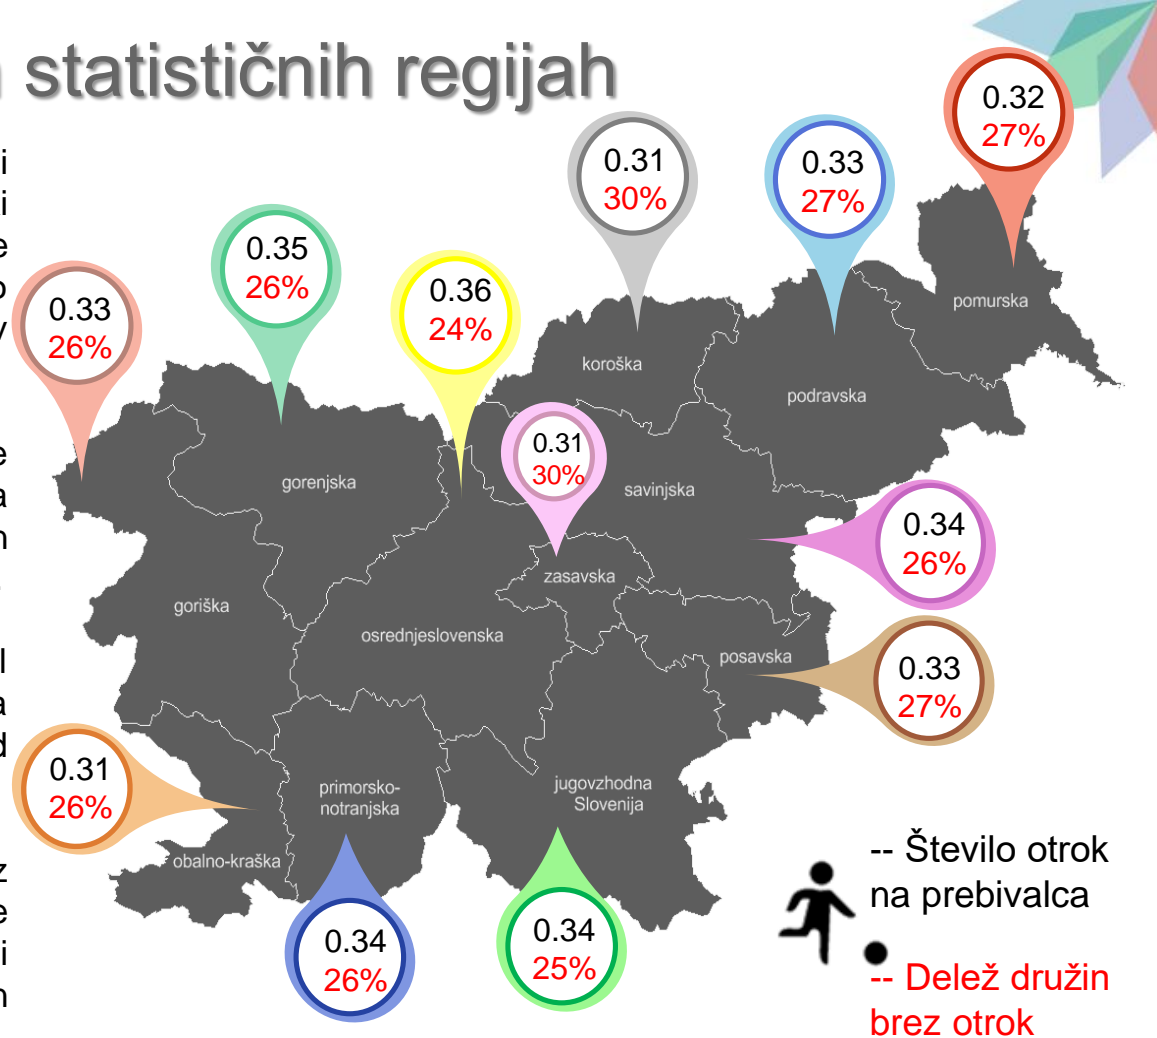 statističnih regijah
0.32
27%
0.31
30%
0.33
27%
0.35
26%
0.36
24%
0.33
26%
pomurska
koroška
podravska
0.31
30%
gorenjska
savinjska
0.34
26%
zasavska
goriška
osrednjeslovenska
posavska
0.33
27%
0.31
26%
primorsko-
notranjska
jugovzhodna
Slovenija
obalno-kraška
0.34
26%
0.34
25%
-- Število otrok
na prebivalca
-- Delež družin
brez otrok